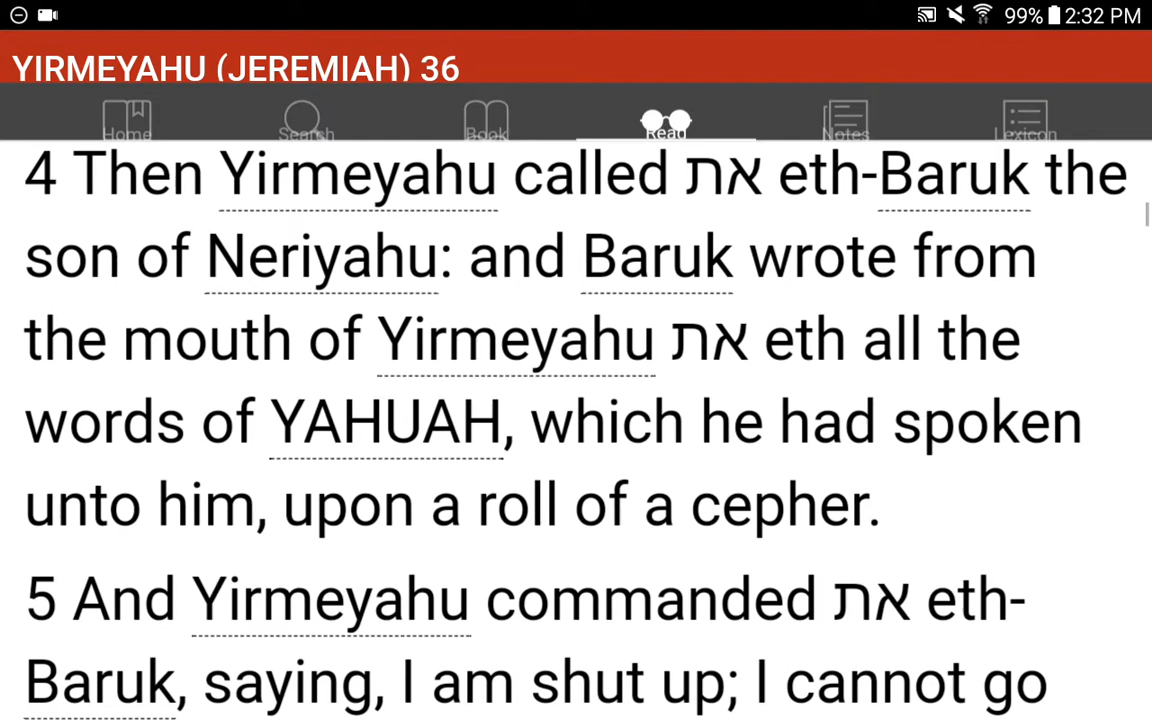 99% 2:32 PM
YIRMEYAHU (JEREMIAH) 36
Home Search Book Read Notes Lexicon
4 Then Yirmeyahu called את eth-Baruk the
son of Neriyahu: and Baruk wrote from
the mouth of Yirmeyahu את eth all the
words of YAHUAH, which he had spoken
unto him, upon a roll of a cepher.
5 And Yirmeyahu commanded את eth-
Baruk, saying, I am shut up; I cannot go